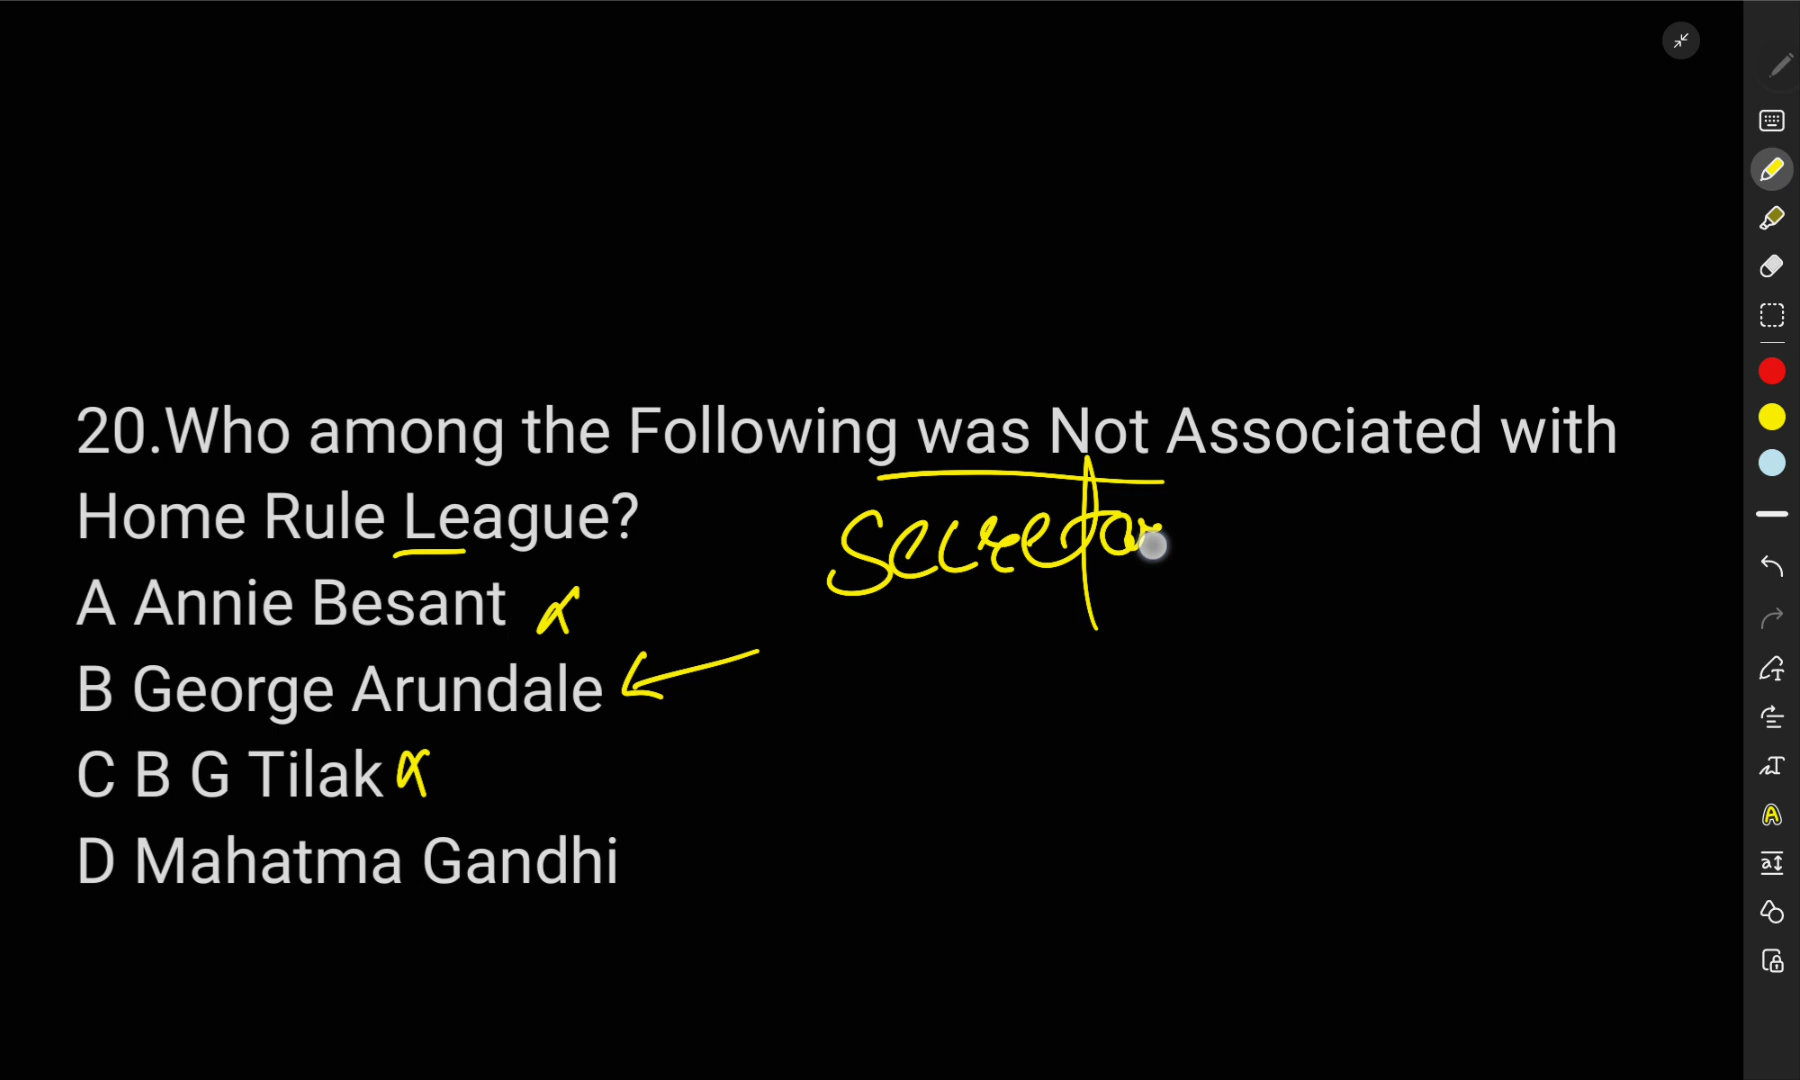 20.Who among the Following was Not Associated with
Home Rule League?
secretar
A Annie Besant x
B George Arundale
C B G Tilak x
D Mahatma Gandhi